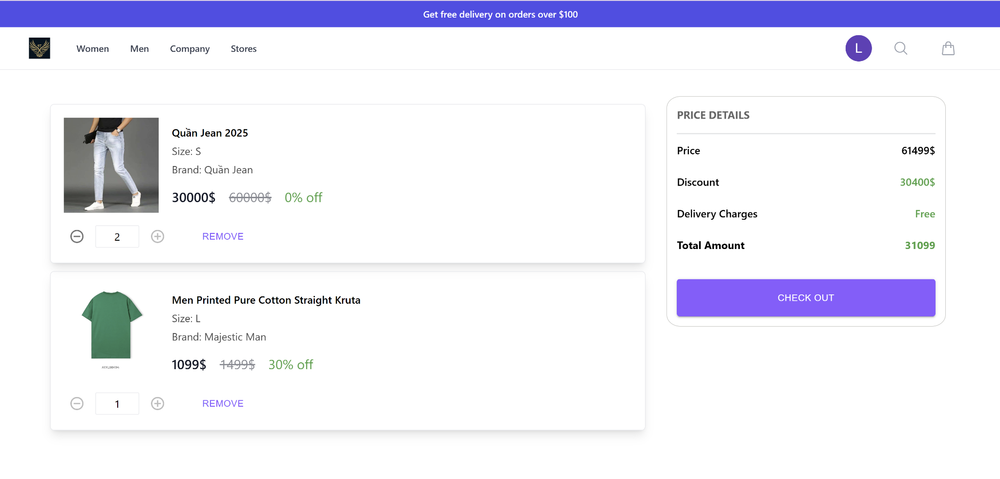 Get free delivery on orders over $100
Women Men Company Stores L
Quần Jean 2025
Size: S
Brand: Quần Jean
30000$ 60000$ 0% off
2 REMOVE
Men Printed Pure Cotton Straight Kruta
Size: L
Brand: Majestic Man
ATXL88494
1099$ 1499$ 30% off
1 REMOVE
PRICE DETAILS
Price 61499$
Discount 30400$
Delivery Charges Free
Total Amount 31099
CHECK OUT